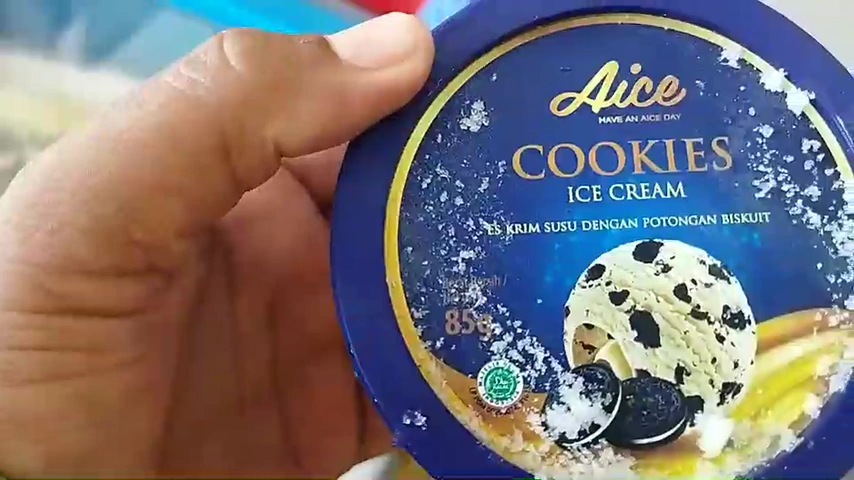 Aice
HAVE AN AICE DAY
COOKIES
ICE CREAM
ES KRIM SUSU DENGAN POTONGAN BISKUIT
85g